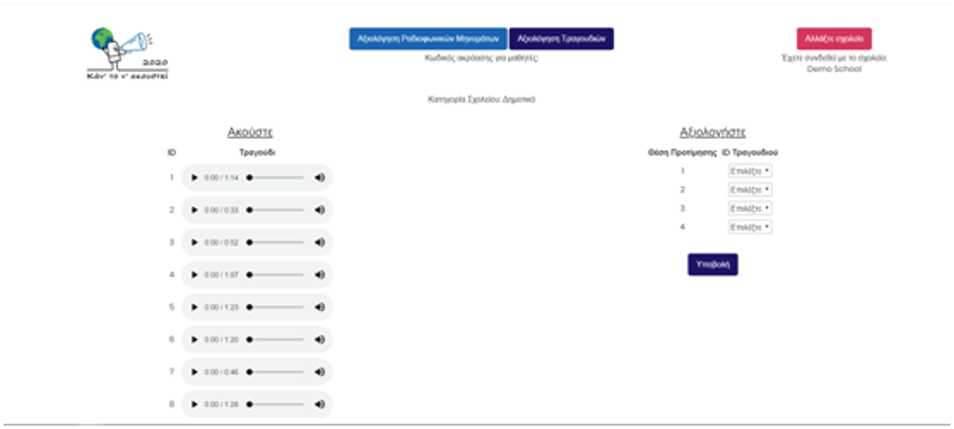 2020
Κάν' το ν' ακουστεί
Αξιολόγηση Ραδιοφωνικών Μηνυμάτων
Αξιολόγηση Τραγουδιών
Κωδικός ακρόασης για μαθητές:
Κατηγορία Σχολείου: Δημοτικό
Αλλάξτε σχολείο
Έχετε συνδεθεί με το σχολείο:
Demo School
Ακούστε
ID Τραγούδι
1 0:00 / 1:14
2 0:00 / 0:33
3 0:00 / 0:52
4 0:00 / 1:07
5 0:00 / 1:23
6 0:00 / 1:20
7 0:00 / 0:46
8 0:00 / 1:28
Αξιολογήστε
Θέση Προτίμησης ID Τραγουδιού
1 Επιλέξτε
2 Επιλέξτε
3 Επιλέξτε
4 Επιλέξτε
Υποβολή